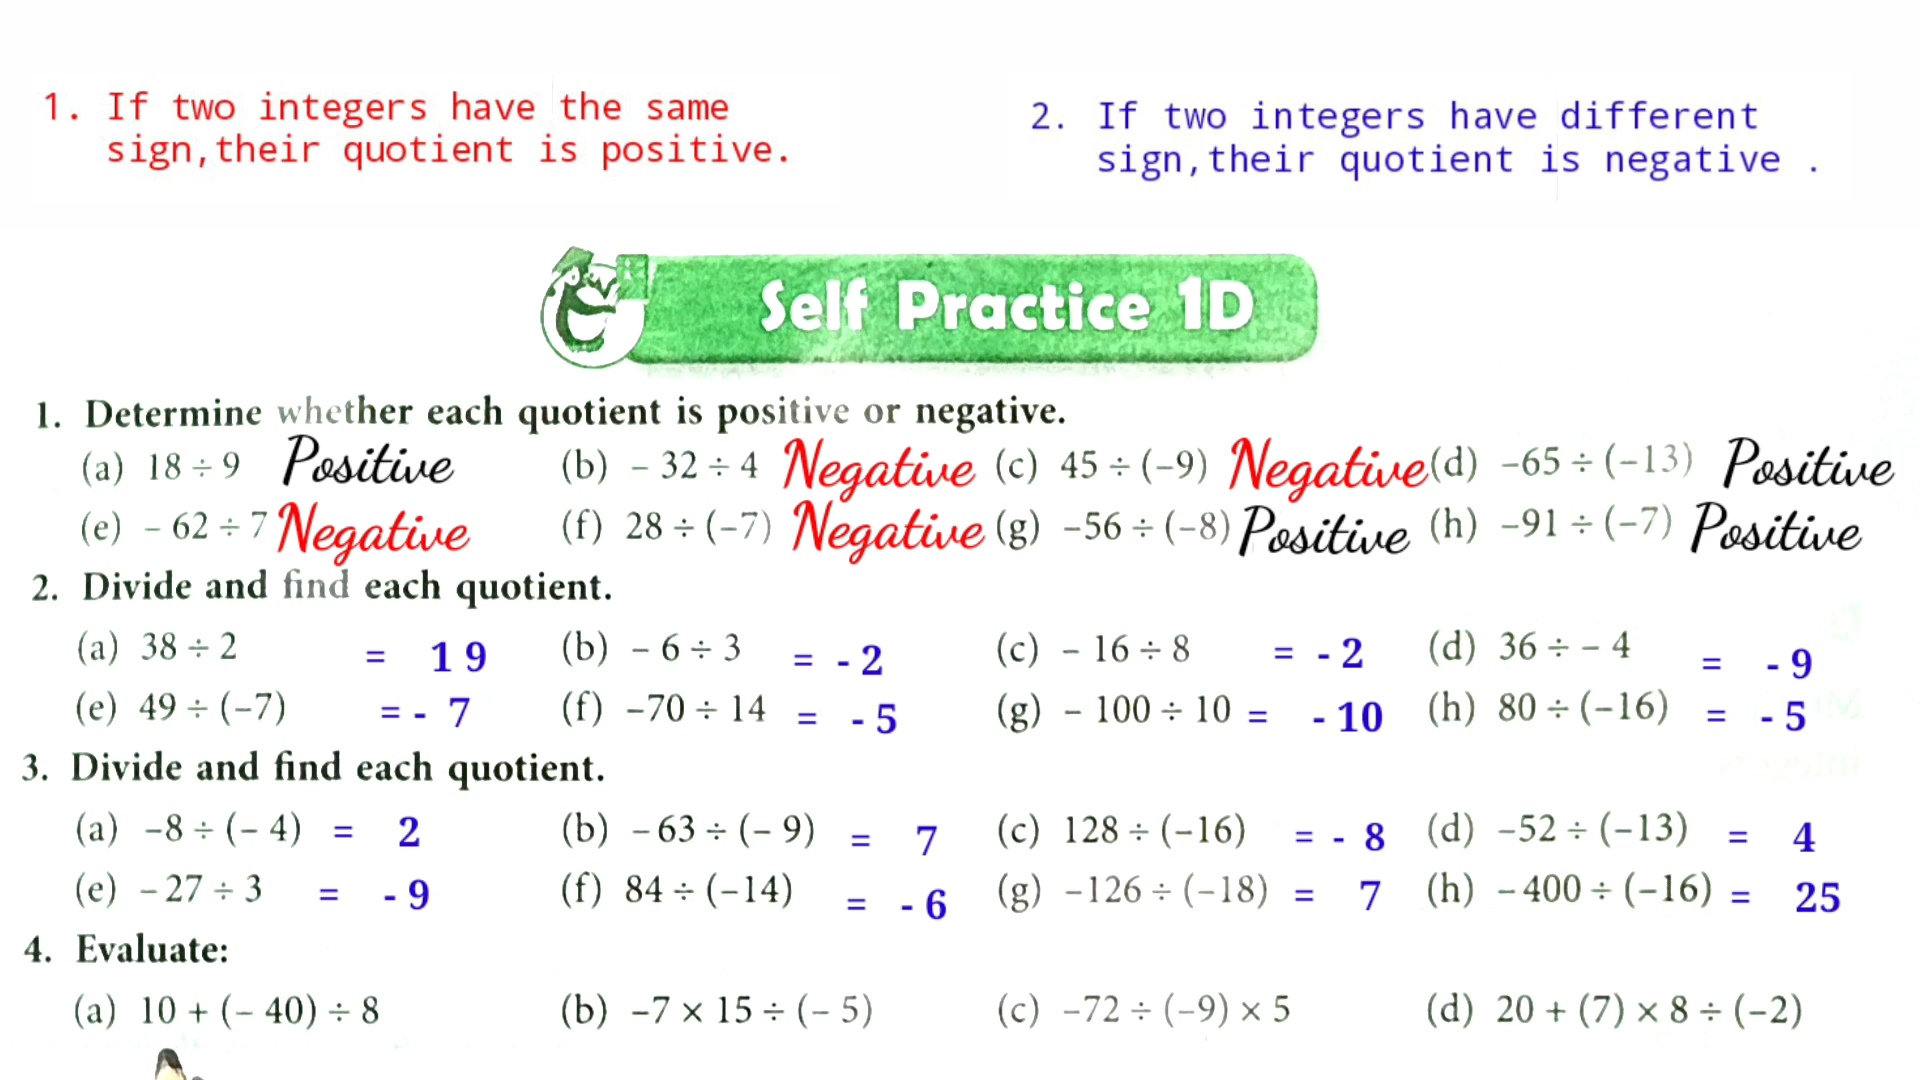 1. If two integers have the same
sign,their quotient is positive.
2. If two integers have different
sign,their quotient is negative .
Self Practice 1D
1. Determine whether each quotient is positive or negative.
(a) 18 ÷ 9 Positive (b) – 32 ÷ 4 Negative (c) 45 ÷ (–9) Negative (d) –65 ÷ (–13) Positive
(e) – 62 ÷ 7 Negative (f) 28 ÷ (–7) Negative (g) –56 ÷ (–8) Positive (h) –91 ÷ (–7) Positive
2. Divide and find each quotient.
(a) 38 ÷ 2 = 19 (b) – 6 ÷ 3 = -2 (c) – 16 ÷ 8 = -2 (d) 36 ÷ – 4 = -9
(e) 49 ÷ (–7) = - 7 (f) –70 ÷ 14 = -5 (g) – 100 ÷ 10 = -10 (h) 80 ÷ (–16) = -5
3. Divide and find each quotient.
(a) –8 ÷ (– 4) = 2 (b) – 63 ÷ (– 9) = 7 (c) 128 ÷ (–16) = - 8 (d) –52 ÷ (–13) = 4
(e) – 27 ÷ 3 = -9 (f) 84 ÷ (–14) = -6 (g) –126 ÷ (–18) = 7 (h) – 400 ÷ (–16) = 25
4. Evaluate:
(a) 10 + (– 40) ÷ 8 (b) –7 × 15 ÷ (– 5) (c) –72 ÷ (–9) × 5 (d) 20 + (7) × 8 ÷ (–2)